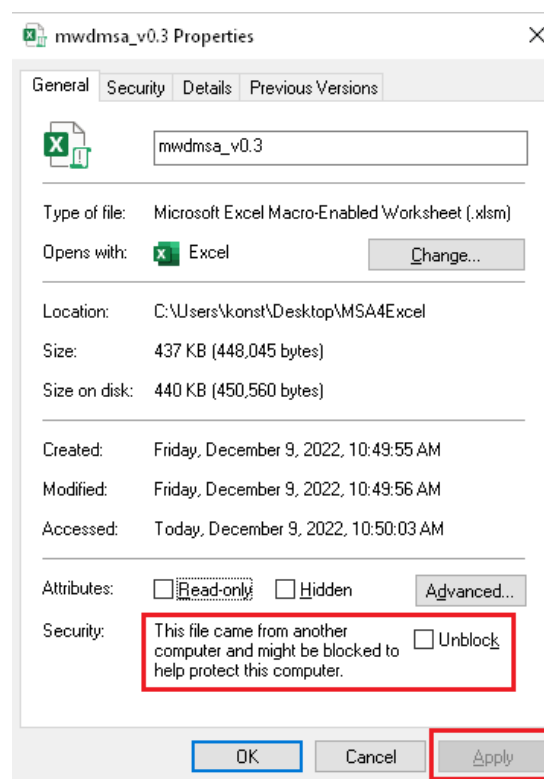 mwdmsa_v0.3 Properties
General Security Details Previous Versions
mwdmsa_v0.3
Type of file: Microsoft Excel Macro-Enabled Worksheet (.xlsm)
Opens with: Excel Change...
Location: C:\Users\konst\Desktop\MSA4Excel
Size: 437 KB (448,045 bytes)
Size on disk: 440 KB (450,560 bytes)
Created: Friday, December 9, 2022, 10:49:55 AM
Modified: Friday, December 9, 2022, 10:49:56 AM
Accessed: Today, December 9, 2022, 10:50:03 AM
Attributes: Read-only Hidden Advanced...
Security: This file came from another
computer and might be blocked to Unblock
help protect this computer.
OK Cancel Apply